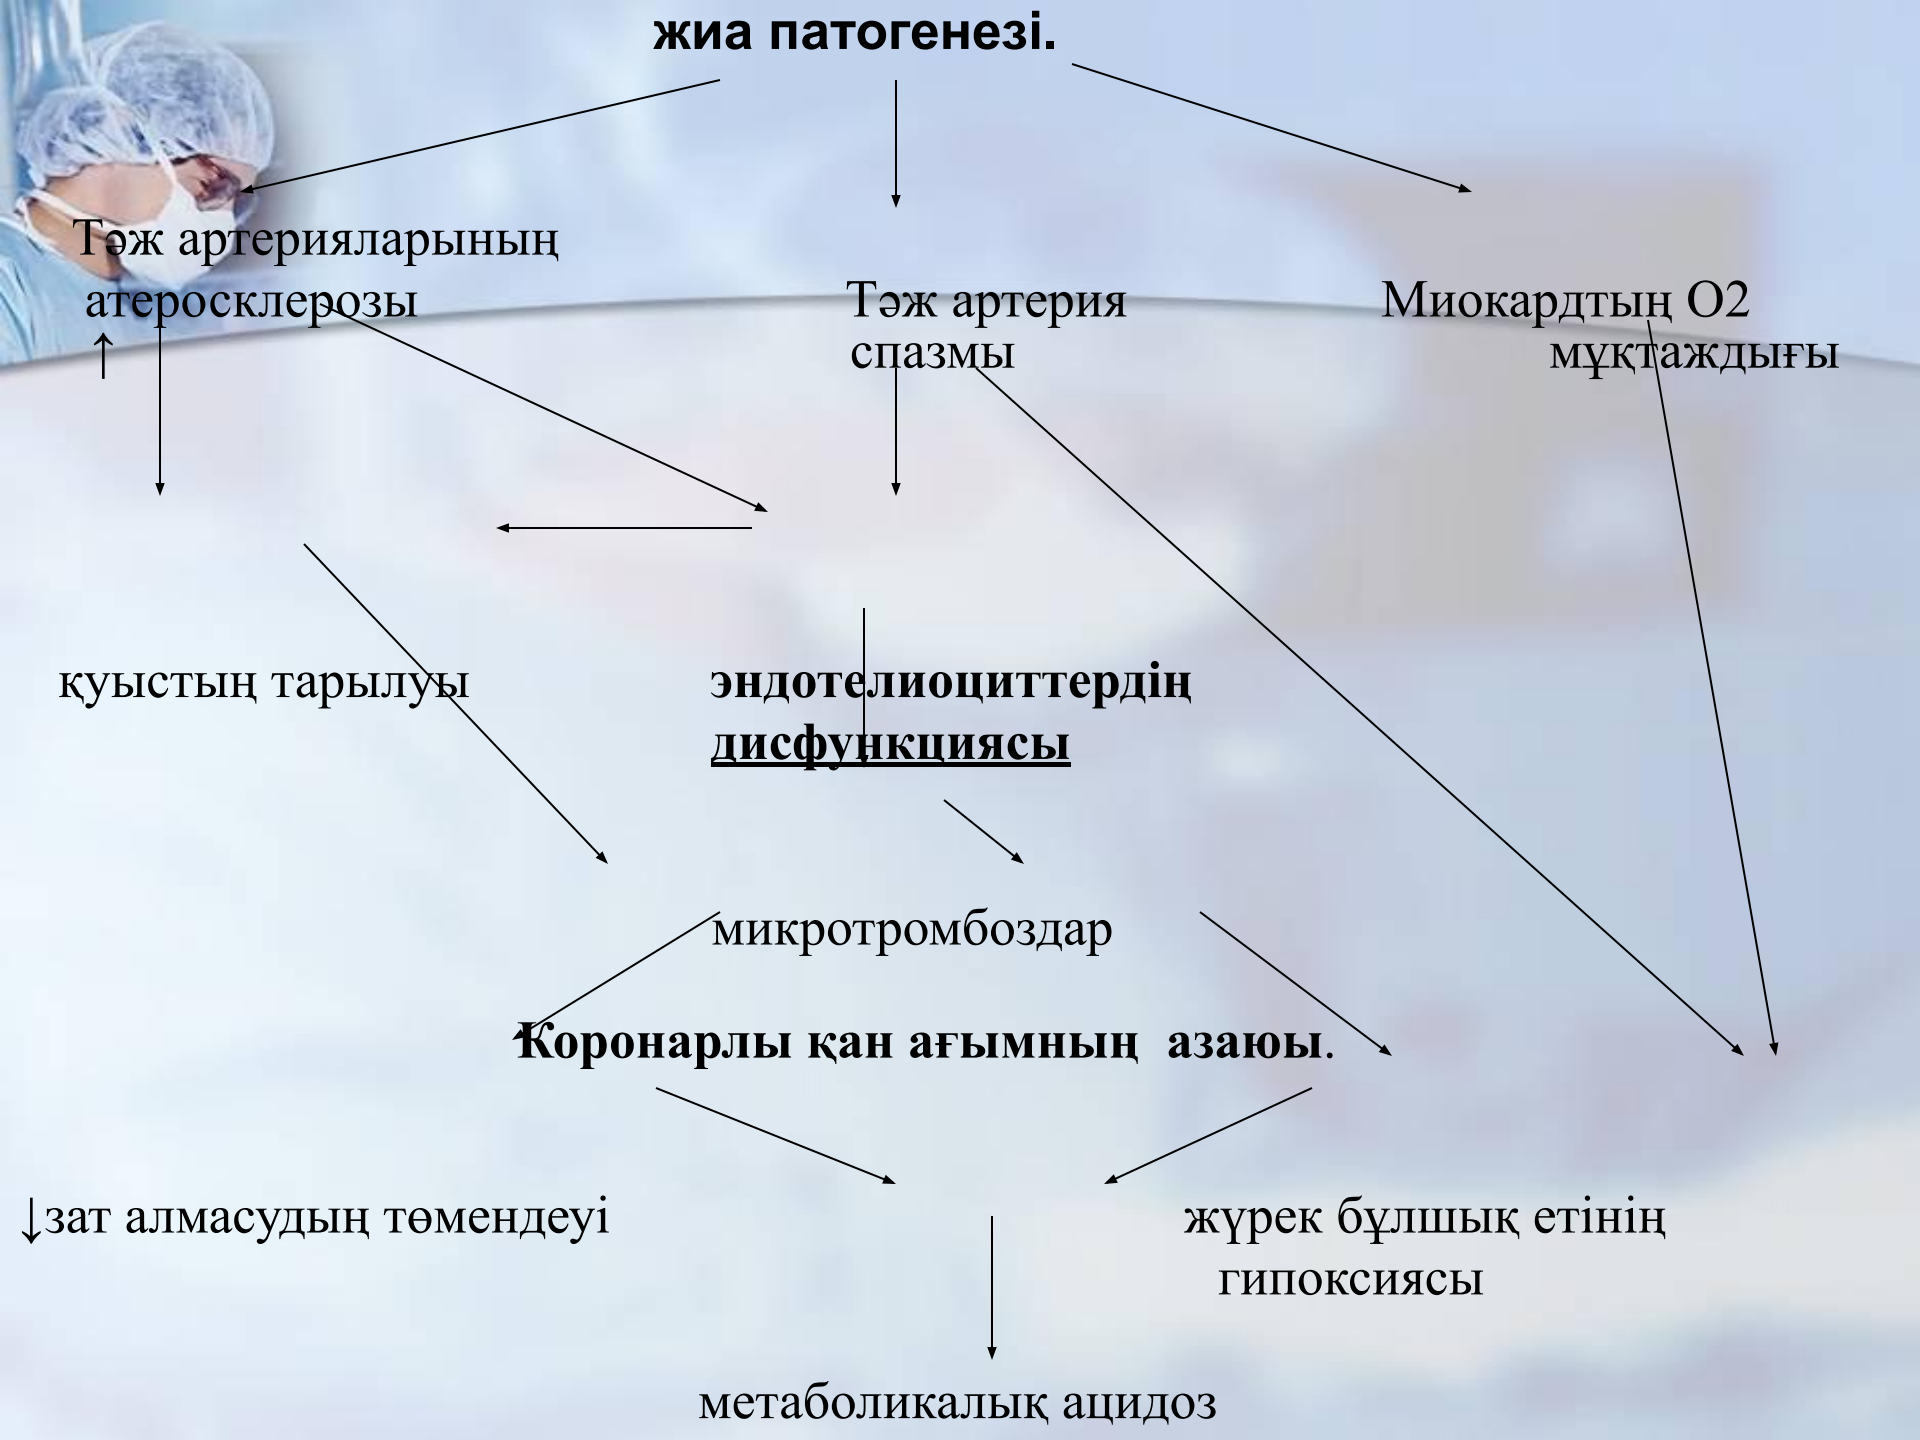 жиа патогенезі.
Тәж артерияларының
атеросклерозы Тәж артерия Миокардтың О2
↑ спазмы мұқтаждығы
қуыстың тарылуы эндотелиоциттердің
дисфункциясы
микротромбоздар
Коронарлы қан ағымның азаюы.
↓зат алмасудың төмендеуі жүрек бұлшық етінің
гипоксиясы
метаболикалық ацидоз